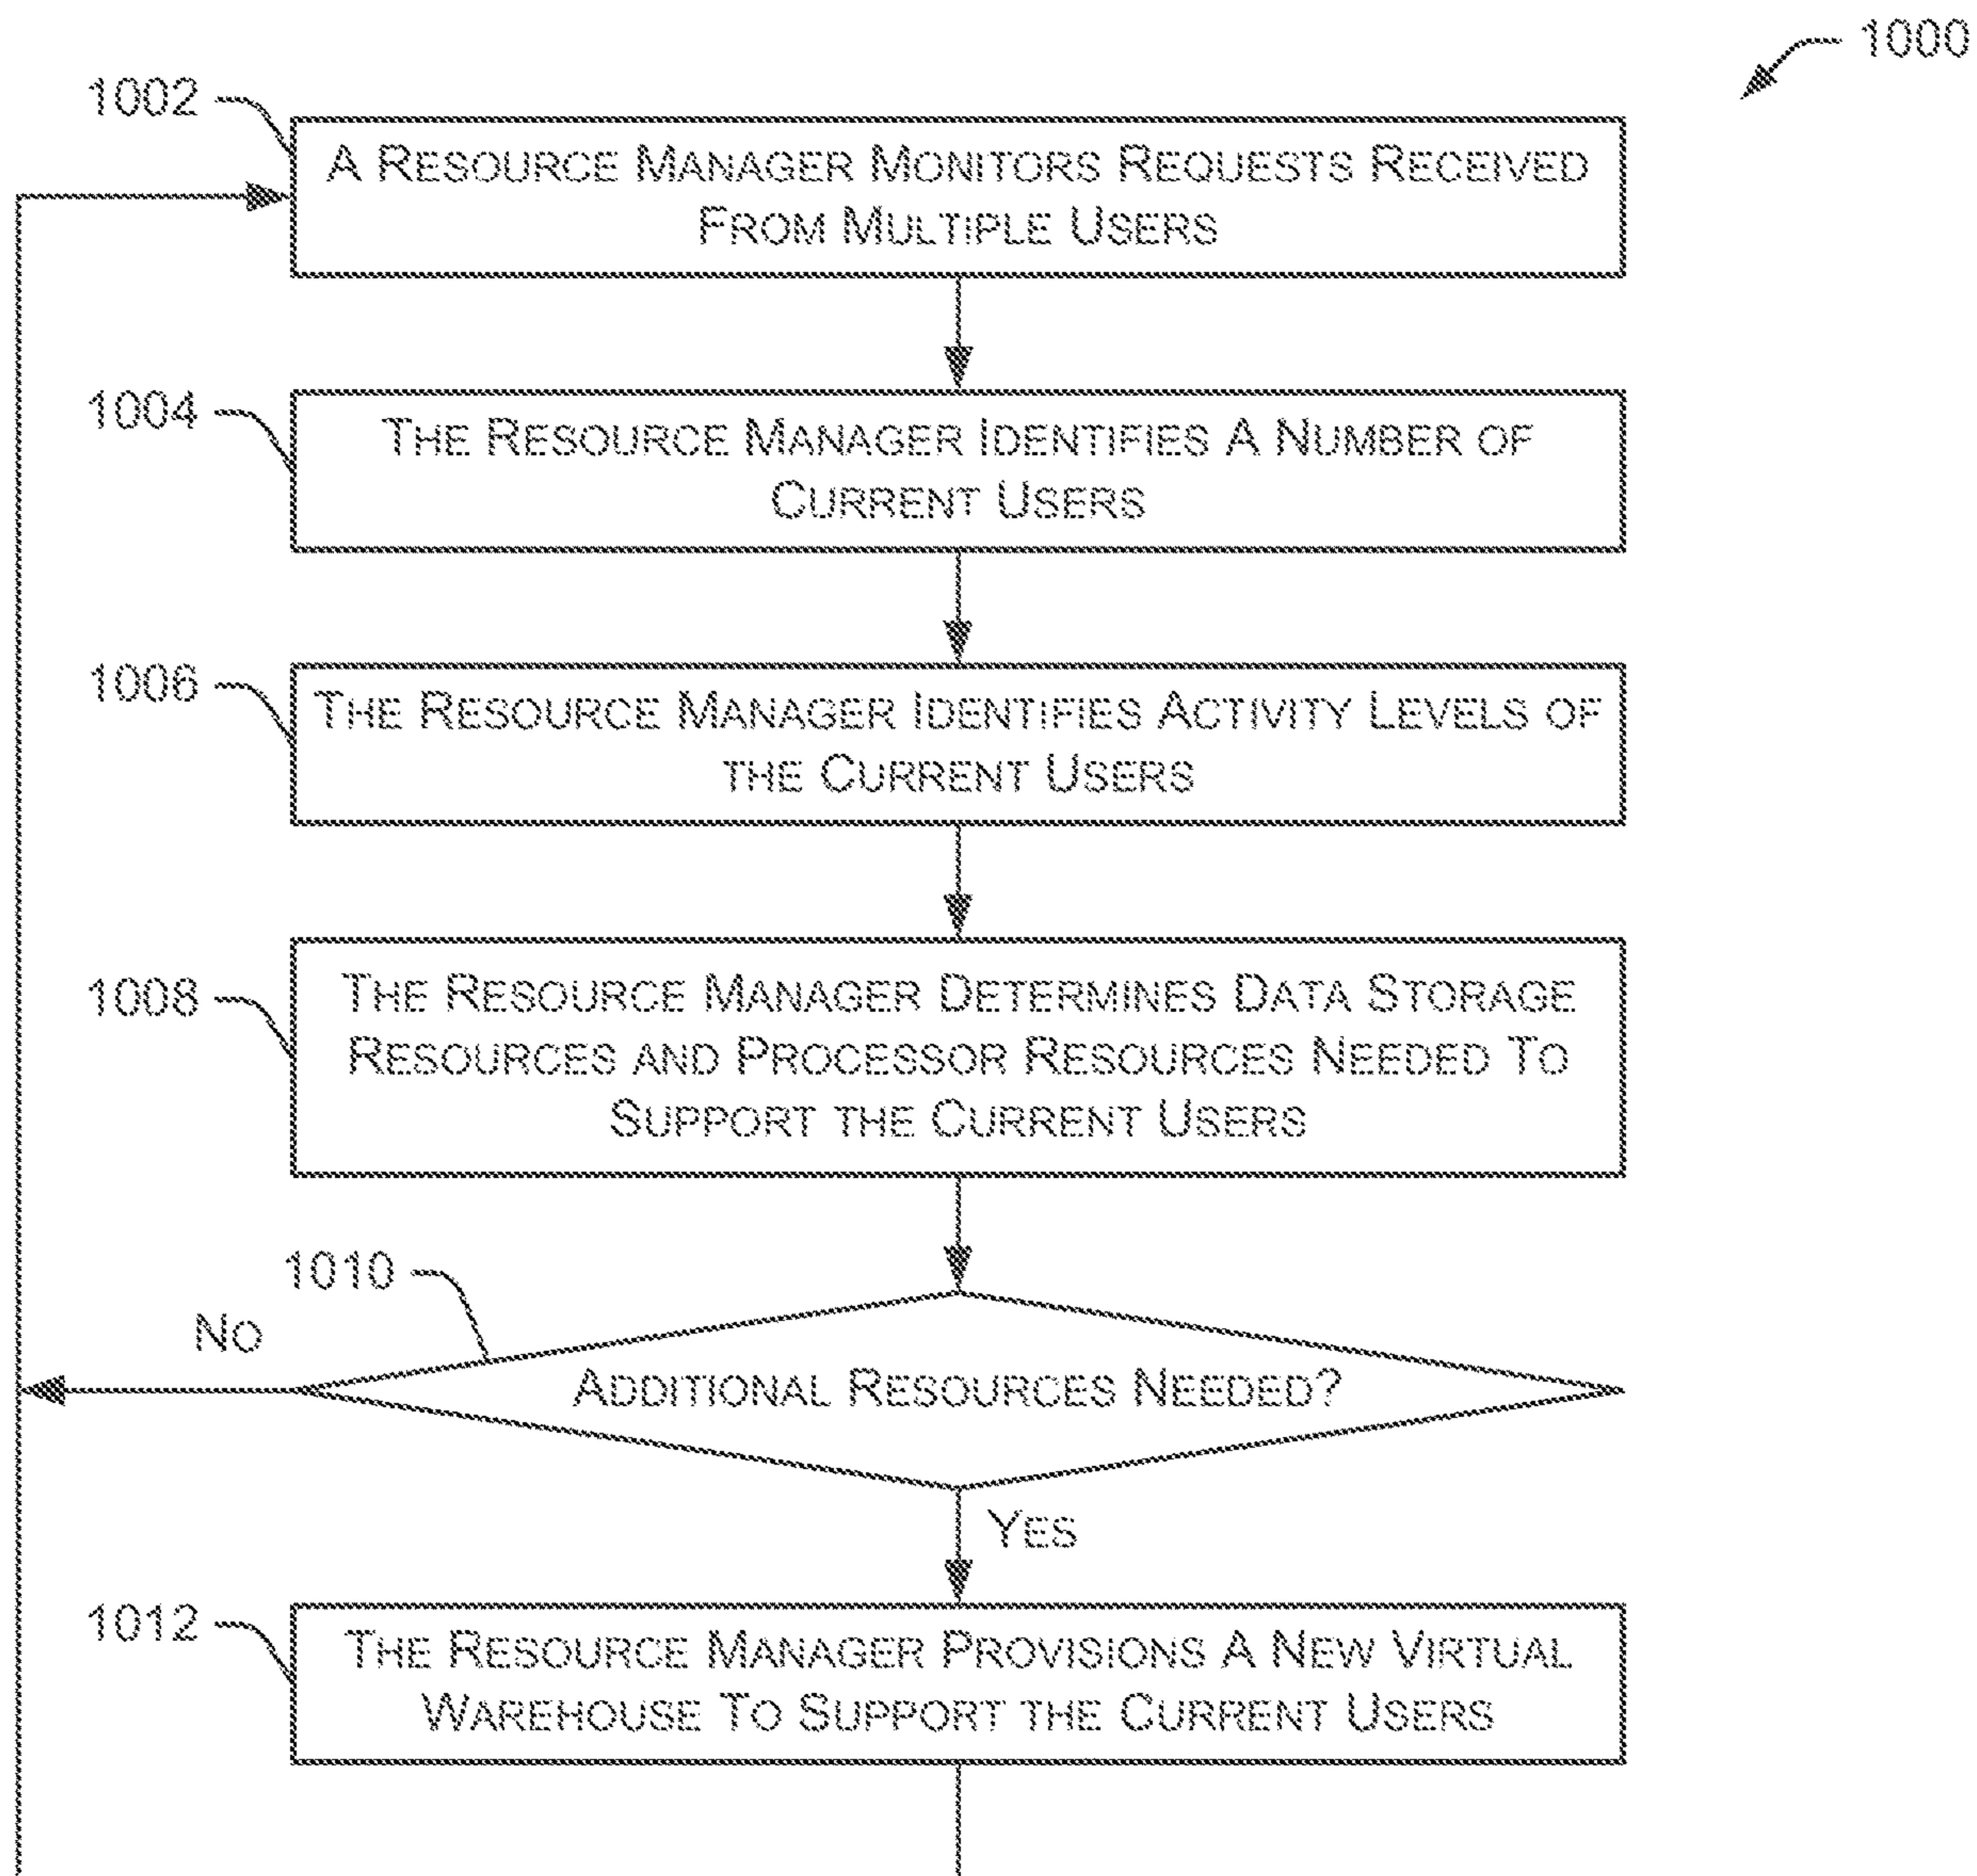 1000
1002
A RESOURCE MANAGER MONITORS REQUESTS RECEIVED
FROM MULTIPLE USERS
1004
THE RESOURCE MANAGER IDENTIFIES A NUMBER OF
CURRENT USERS
1006
THE RESOURCE MANAGER IDENTIFIES ACTIVITY LEVELS OF
THE CURRENT USERS
1008
THE RESOURCE MANAGER DETERMINES DATA STORAGE
RESOURCES AND PROCESSOR RESOURCES NEEDED TO
SUPPORT THE CURRENT USERS
1010
NO
ADDITIONAL RESOURCES NEEDED?
YES
1012
THE RESOURCE MANAGER PROVISIONS A NEW VIRTUAL
WAREHOUSE TO SUPPORT THE CURRENT USERS